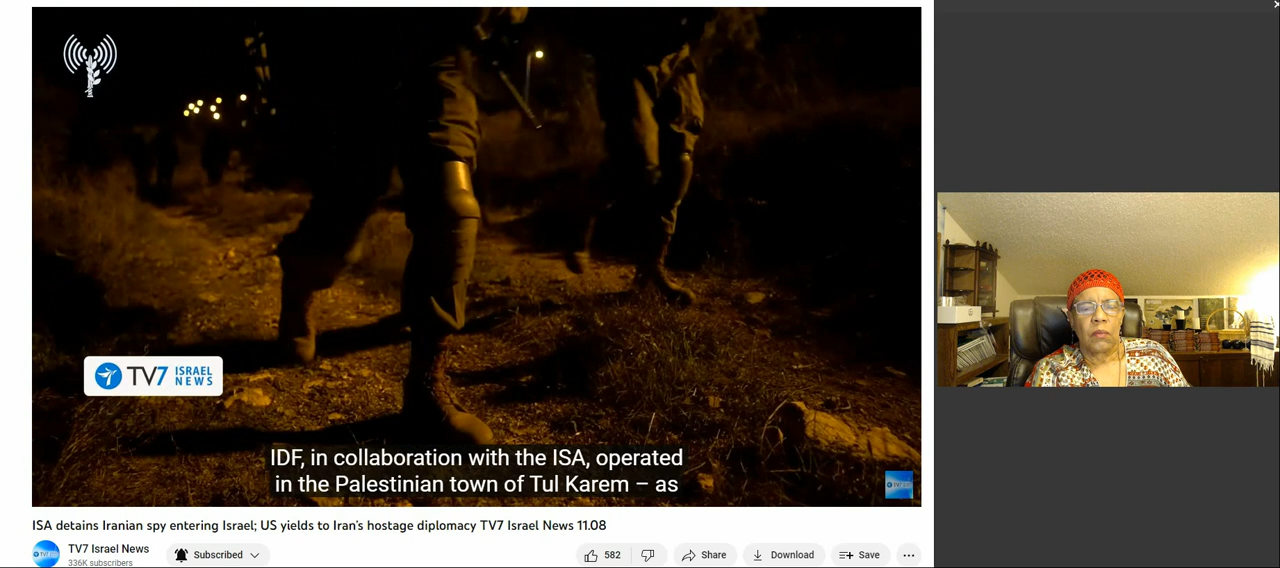 TV7 ISRAEL
NEWS
IDF, in collaboration with the ISA, operated
in the Palestinian town of Tul Karem – as
ISA detains Iranian spy entering Israel; US yields to Iran's hostage diplomacy TV7 Israel News 11.08
TV7 Israel News
336K subscribers
Subscribed
582
Share
Download
Save